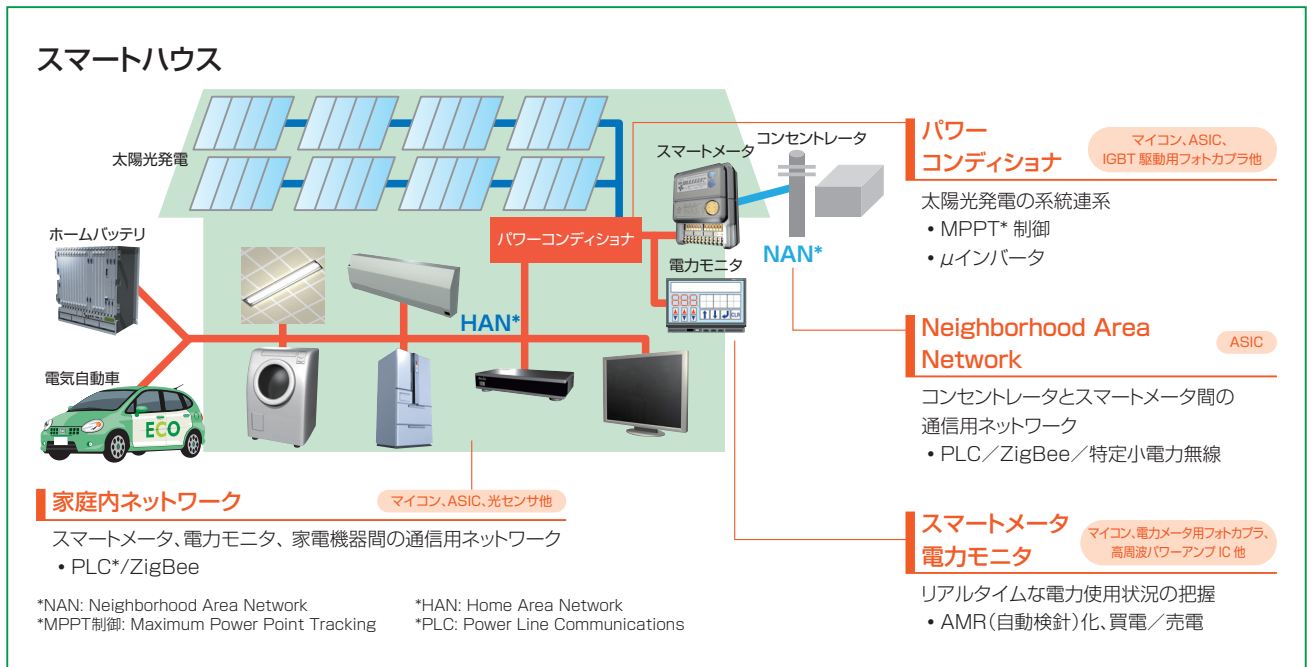 スマートハウス
太陽光発電
スマートメータ
コンセントレータ
ホームバッテリ
パワーコンディショナ
NAN*
電力モニタ
HAN*
電気自動車
ECO
CLR
パワー
コンディショナ
マイコン、ASIC、
IGBT 駆動用フォトカプラ他
太陽光発電の系統連系
• MPPT* 制御
• μインバータ
Neighborhood Area
Network
ASIC
コンセントレータとスマートメータ間の
通信用ネットワーク
• PLC／ZigBee／特定小電力無線
スマートメータ
電力モニタ
マイコン、電力メータ用フォトカプラ、
高周波パワーアンプ IC 他
リアルタイムな電力使用状況の把握
• AMR(自動検針)化、買電／売電
家庭内ネットワーク
マイコン、ASIC、光センサ他
スマートメータ、電力モニタ、家電機器間の通信用ネットワーク
• PLC*/ZigBee
*NAN: Neighborhood Area Network
*HAN: Home Area Network
*MPPT制御: Maximum Power Point Tracking
*PLC: Power Line Communications